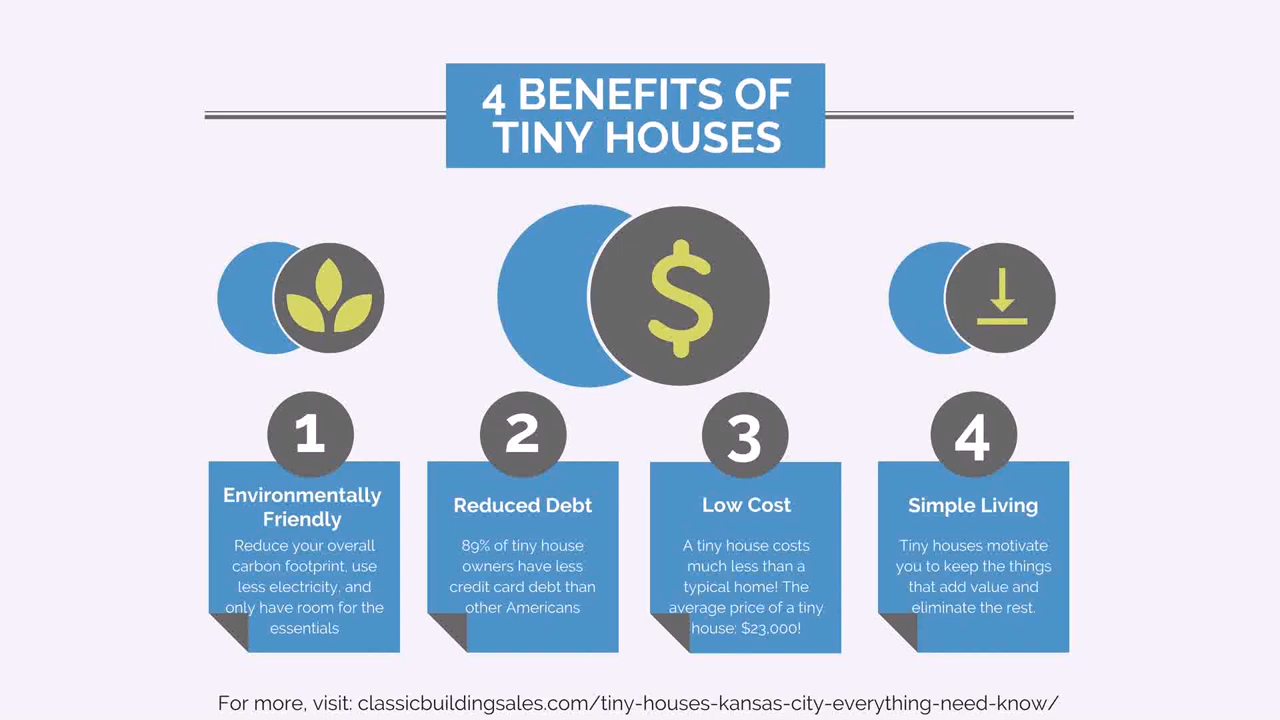 4 BENEFITS OF
TINY HOUSES
$
1
Environmentally
Friendly
Reduce your overall
carbon footprint, use
less electricity, and
only have room for the
essentials
2
Reduced Debt
89% of tiny house
owners have less
credit card debt than
other Americans
3
Low Cost
A tiny house costs
much less than a
typical home! The
average price of a tiny
house: $23,000!
4
Simple Living
Tiny houses motivate
you to keep the things
that add value and
eliminate the rest.
For more, visit: classicbuildingsales.com/tiny-houses-kansas-city-everything-need-know/